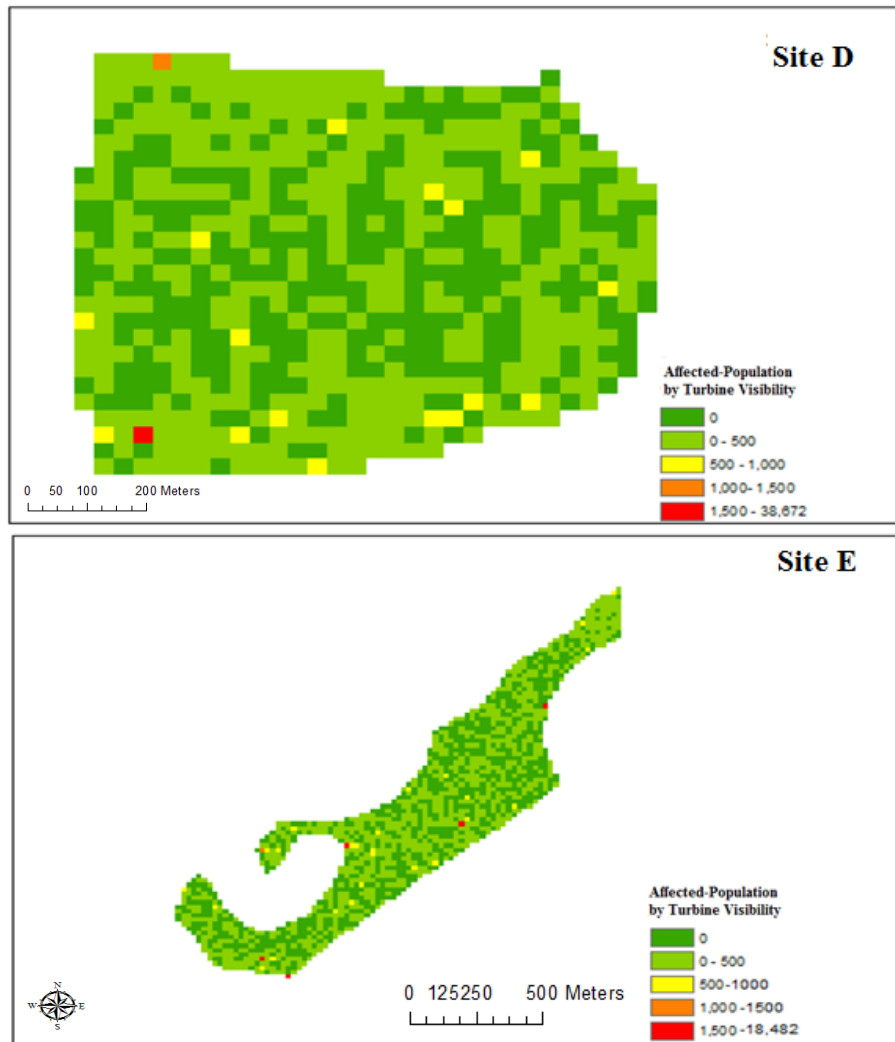 Site D
Affected-Population
by Turbine Visibility
0
0 - 500
500 - 1,000
1,000- 1,500
1,500 - 38,672
0 50 100 200 Meters
Site E
Affected-Population
by Turbine Visibility
0
0 - 500
500 -1000
1,000 -1500
1,500 -18,482
N
W E
S
0 125250 500 Meters